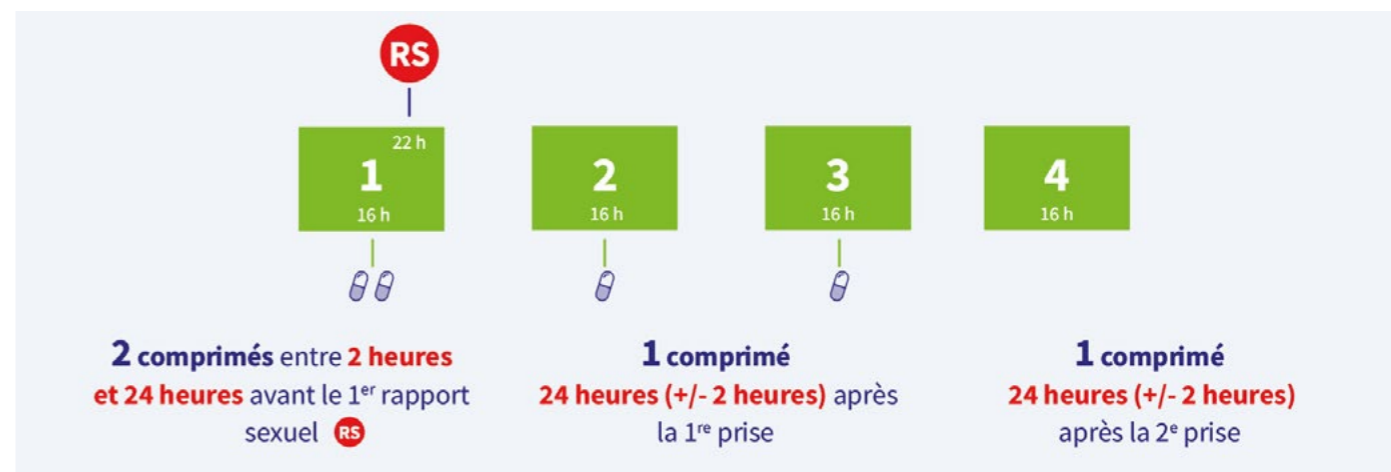 RS
22 h
1
16 h
2
16 h
3
16 h
4
16 h
2 comprimés entre 2 heures
et 24 heures avant le 1er rapport
sexuel RS
1 comprimé
24 heures (+/- 2 heures) après
la 1re prise
1 comprimé
24 heures (+/- 2 heures)
après la 2e prise